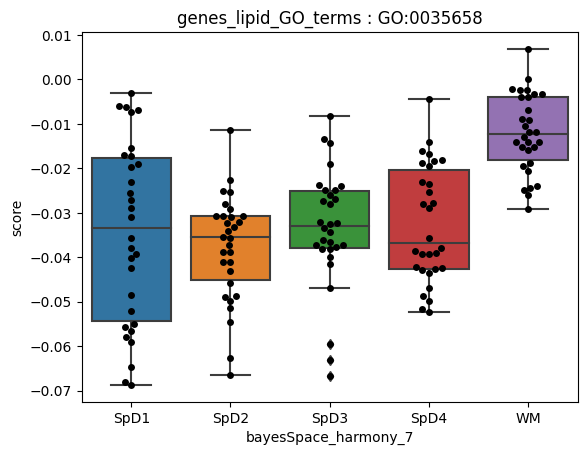 genes_lipid_GO_terms : GO:0035658
0.01
0.00
−0.01
−0.02
−0.03
−0.04
−0.05
−0.06
−0.07
score
SpD1 SpD2 SpD3 SpD4 WM
bayesSpace_harmony_7